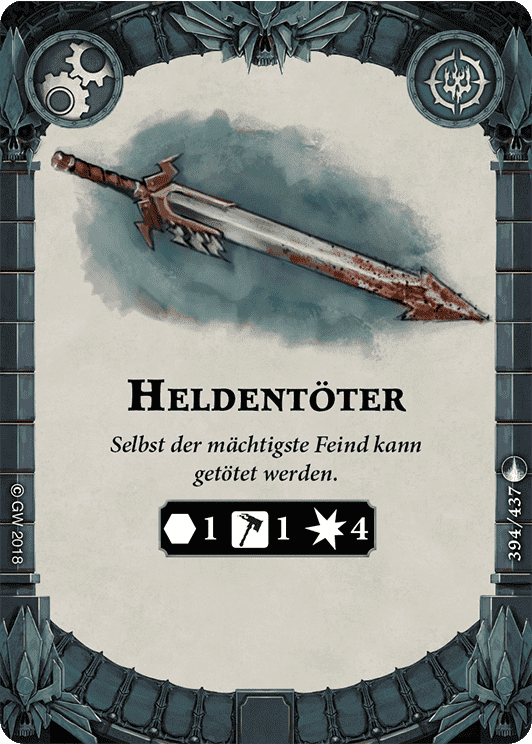 HELDENTÖTER
Selbst der mächtigste Feind kann
getötet werden.
1 1 4
© GW 2018
394/437